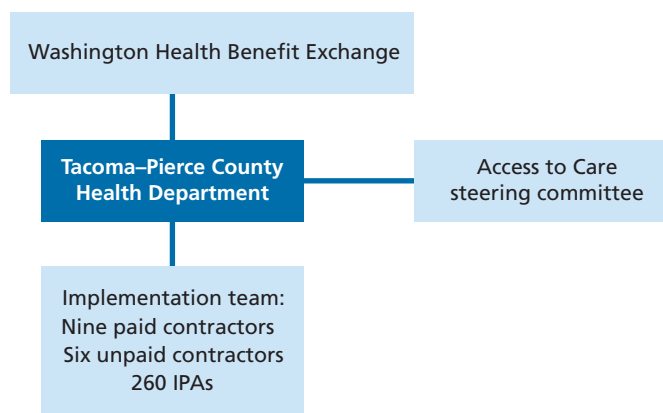 Washington Health Benefit Exchange
Tacoma–Pierce County
Health Department
Access to Care
steering committee
Implementation team:
Nine paid contractors
Six unpaid contractors
260 IPAs